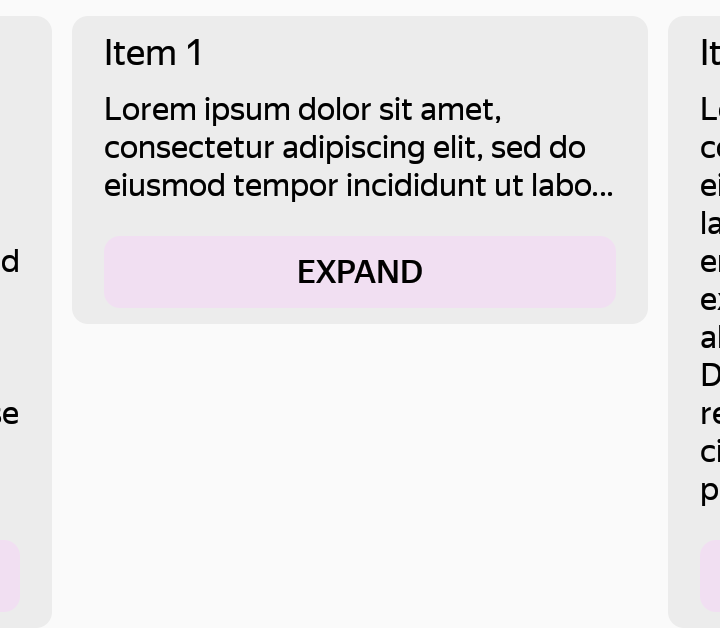 Item 1
Lorem ipsum dolor sit amet,
consectetur adipiscing elit, sed do
eiusmod tempor incididunt ut labo...
EXPAND